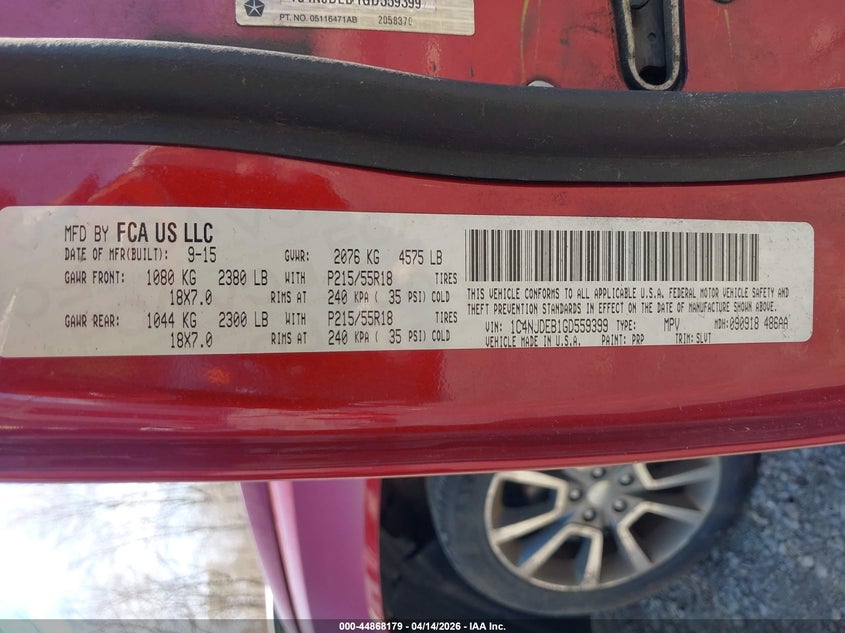 PT. NO. 05116471AB 2058370
MFD BY FCA US LLC
DATE OF MFR(BUILT): 9-15 GVWR: 2076 KG 4575 LB
GAWR FRONT: 1080 KG 2380 LB WITH P215/55R18 TIRES
18X7.0 RIMS AT 240 KPA ( 35 PSI) COLD
GAWR REAR: 1044 KG 2300 LB WITH P215/55R18 TIRES
18X7.0 RIMS AT 240 KPA ( 35 PSI) COLD
THIS VEHICLE CONFORMS TO ALL APPLICABLE U.S.A. FEDERAL MOTOR VEHICLE SAFETY AND
THEFT PREVENTION STANDARDS IN EFFECT ON THE DATE OF MANUFACTURE SHOWN ABOVE.
VIN: 1C4NJDEB1GD559399 TYPE: MPV MDH: 090918 486AA
VEHICLE MADE IN U.S.A. PAINT: PRP TRIM: SLVT
000-44868179 - 04/14/2026 - IAA Inc.